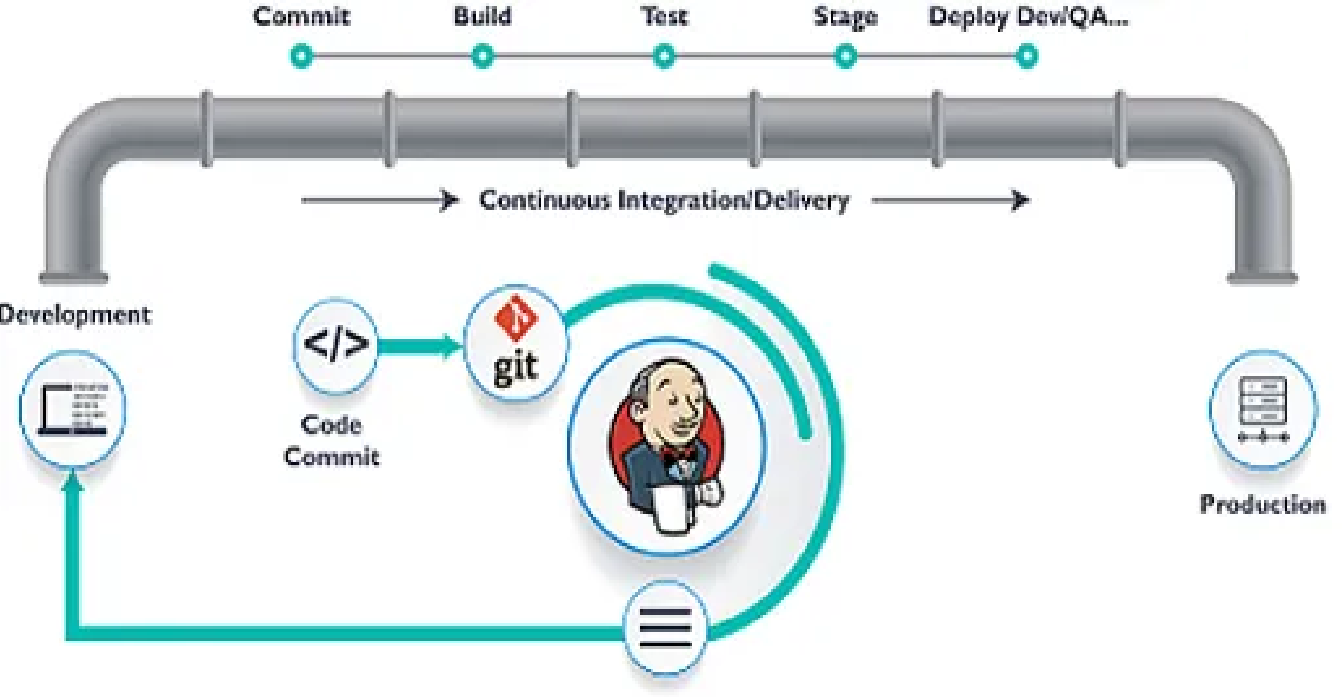 Commit
Build
Test
Stage
Deploy Dev/QA...
Continuous Integration/Delivery
Development
</>
git
Code
Commit
Production